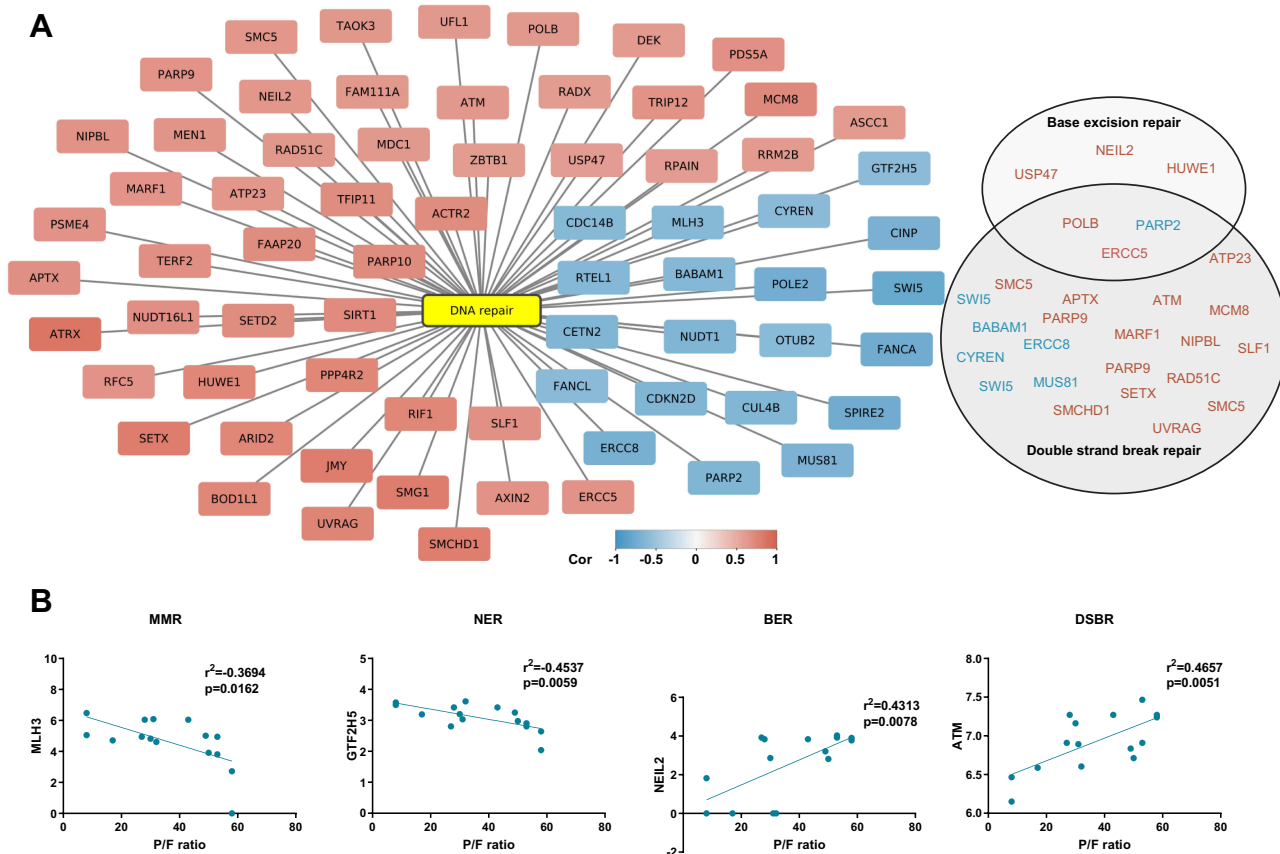 A
TAOK3
UFL1
POLB
SMC5
DEK
PDS5A
PARP9
NEIL2
FAM111A
ATM
RADX
TRIP12
MCM8
ASCC1
NIPBL
MEN1
RAD51C
MDC1
ZBTB1
USP47
RPAIN
RRM2B
GTF2H5
MARF1
ATP23
TFIP11
ACTR2
CDC14B
MLH3
CYREN
CINP
PSME4
TERF2
FAAP20
PARP10
RTEL1
BABAM1
POLE2
SWI5
APTX
NUDT16L1
SETD2
SIRT1
DNA repair
CETN2
NUDT1
OTUB2
FANCA
ATRX
RFC5
HUWE1
PPP4R2
FANCL
CDKN2D
CUL4B
SPIRE2
SETX
ARID2
RIF1
SLF1
ERCC8
MUS81
JMY
BOD1L1
SMG1
AXIN2
ERCC5
PARP2
UVRAG
SMCHD1
Cor -1 -0.5 0 0.5 1
Base excision repair
NEIL2
USP47
HUWE1
POLB
PARP2
ERCC5
ATP23
SMC5
SWI5
APTX
ATM
MCM8
PARP9
BABAM1
MARF1
ERCC8
NIPBL
SLF1
CYREN
PARP9
RAD51C
SWI5
MUS81
SETX
SMCHD1
SMC5
UVRAG
Double strand break repair
B
MMR
r²=-0.3694
p=0.0162
MLH3
10
8
6
4
2
0
0 20 40 60 80
P/F ratio
NER
r²=-0.4537
p=0.0059
GTF2H5
5
4
3
2
1
0
0 20 40 60 80
P/F ratio
BER
r²=0.4313
p=0.0078
NEIL2
6
4
2
0
-2
20 40 60 80
P/F ratio
DSBR
r²=0.4657
p=0.0051
ATM
8.0
7.5
7.0
6.5
6.0
0 20 40 60 80
P/F ratio